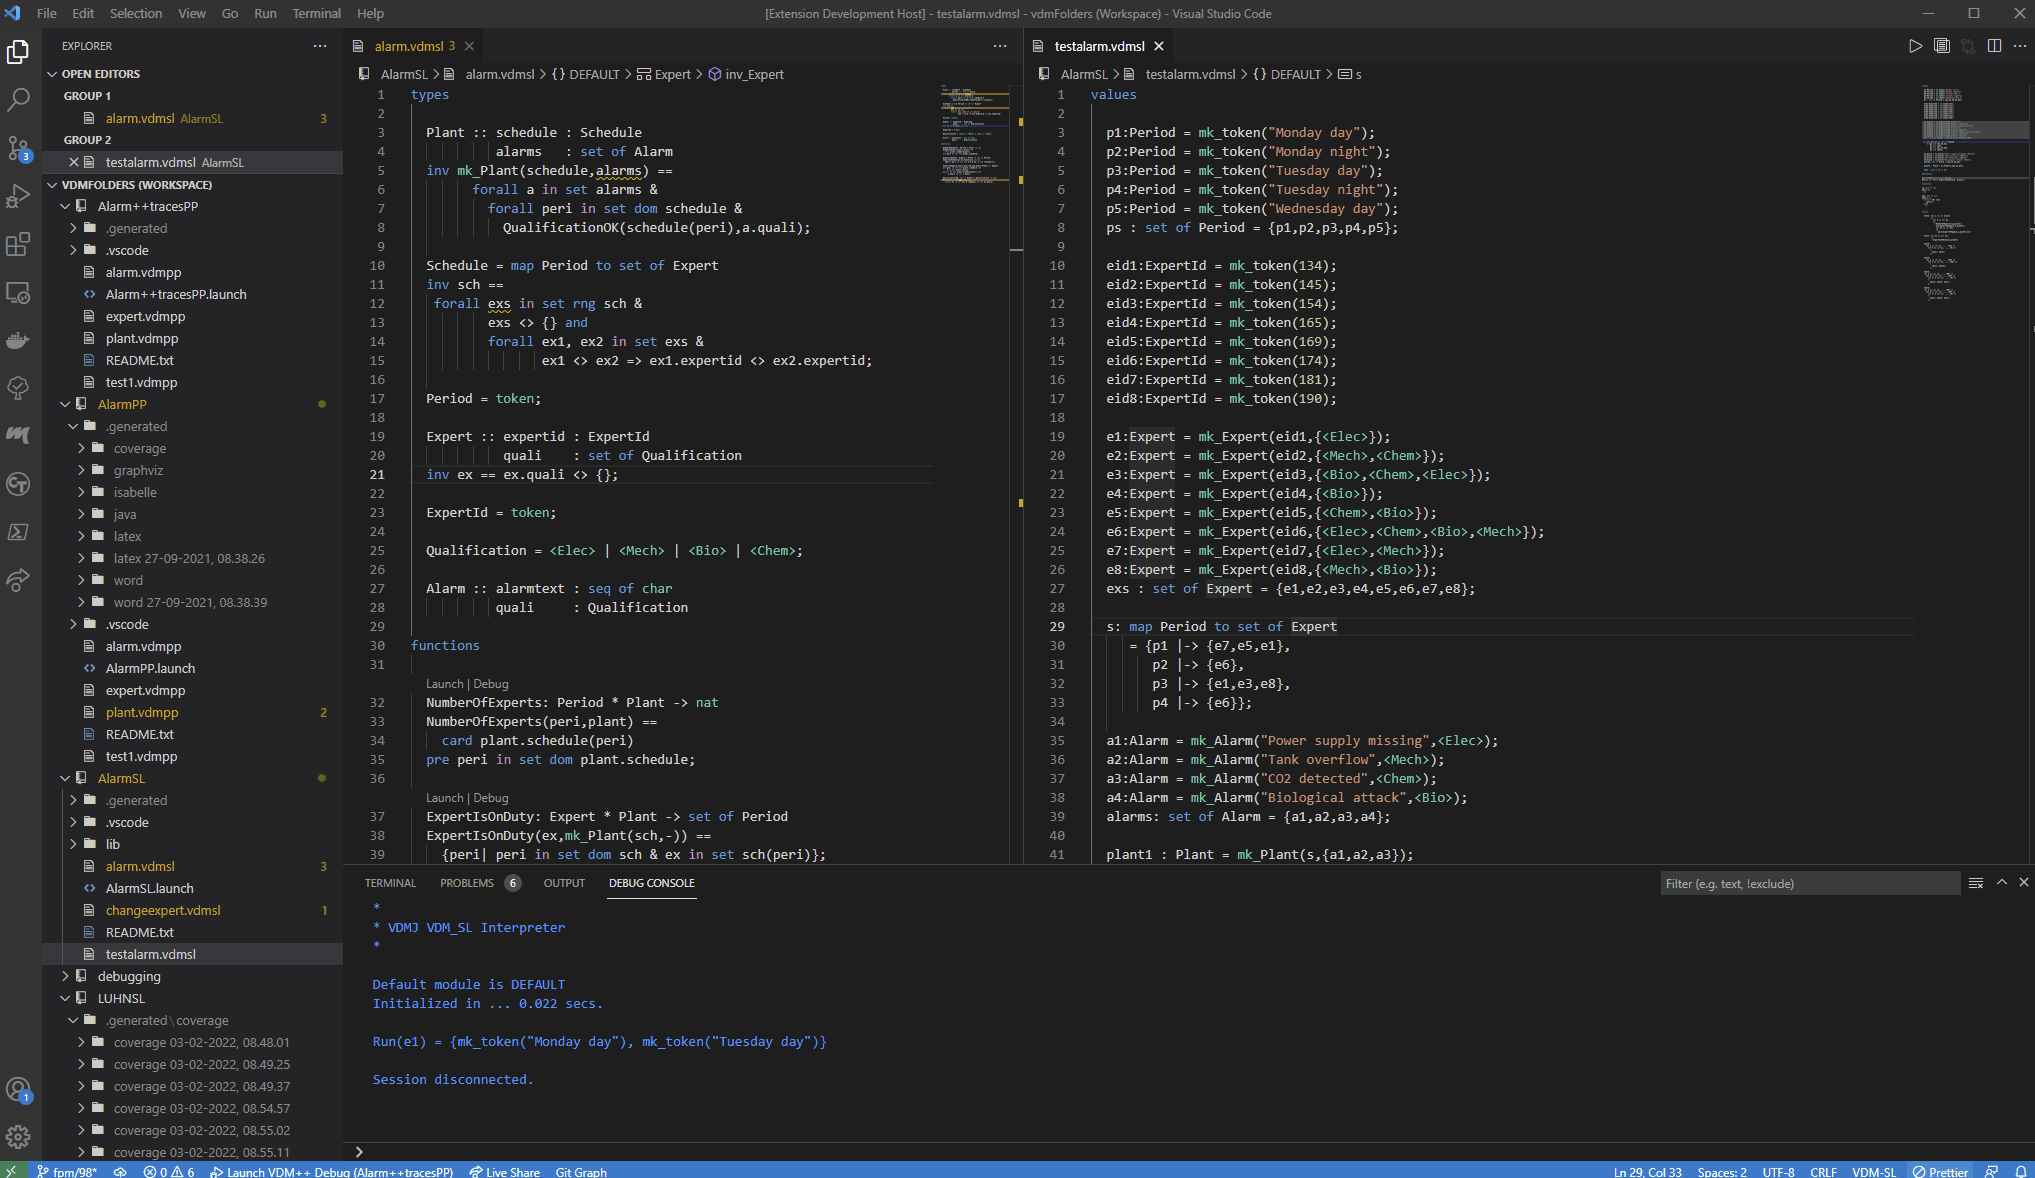 File Edit Selection View Go Run Terminal Help
[Extension Development Host] - testalarm.vdmsl - vdmFolders (Workspace) - Visual Studio Code
EXPLORER
OPEN EDITORS
GROUP 1
alarm.vdmsl AlarmSL 3
GROUP 2
testalarm.vdmsl AlarmSL
VDMFOLDERS (WORKSPACE)
Alarm++tracesPP
.generated
.vscode
alarm.vdmpp
Alarm++tracesPP.launch
expert.vdmpp
plant.vdmpp
README.txt
test1.vdmpp
AlarmPP
.generated
coverage
graphviz
isabelle
java
latex
latex 27-09-2021, 08.38.26
word
word 27-09-2021, 08.38.39
.vscode
alarm.vdmpp
AlarmPP.launch
expert.vdmpp
plant.vdmpp 2
README.txt
test1.vdmpp
AlarmSL
.generated
.vscode
lib
alarm.vdmsl 3
AlarmSL.launch
changeexpert.vdmsl 1
README.txt
testalarm.vdmsl
debugging
LUHNSL
.generated\coverage
coverage 03-02-2022, 08.48.01
coverage 03-02-2022, 08.49.25
coverage 03-02-2022, 08.49.37
coverage 03-02-2022, 08.54.57
coverage 03-02-2022, 08.55.02
coverage 03-02-2022, 08.55.11
3
1
alarm.vdmsl 3
AlarmSL > alarm.vdmsl > {} DEFAULT > Expert > inv_Expert
1 types
2
3 Plant :: schedule : Schedule
4 alarms : set of Alarm
5 inv mk_Plant(schedule,alarms) ==
6 forall a in set alarms &
7 forall peri in set dom schedule &
8 QualificationOK(schedule(peri),a.quali);
9
10 Schedule = map Period to set of Expert
11 inv sch ==
12 forall exs in set rng sch &
13 exs <> {} and
14 forall ex1, ex2 in set exs &
15 ex1 <> ex2 => ex1.expertid <> ex2.expertid;
16
17 Period = token;
18
19 Expert :: expertid : ExpertId
20 quali : set of Qualification
21 inv ex == ex.quali <> {};
22
23 ExpertId = token;
24
25 Qualification = <Elec> | <Mech> | <Bio> | <Chem>;
26
27 Alarm :: alarmtext : seq of char
28 quali : Qualification
29
30 functions
31
Launch | Debug
32 NumberOfExperts: Period * Plant -> nat
33 NumberOfExperts(peri,plant) ==
34 card plant.schedule(peri)
35 pre peri in set dom plant.schedule;
36
Launch | Debug
37 ExpertIsOnDuty: Expert * Plant -> set of Period
38 ExpertIsOnDuty(ex,mk_Plant(sch,-)) ==
39 {peri| peri in set dom sch & ex in set sch(peri)};
testalarm.vdmsl
AlarmSL > testalarm.vdmsl > {} DEFAULT > s
1 values
2
3 p1:Period = mk_token("Monday day");
4 p2:Period = mk_token("Monday night");
5 p3:Period = mk_token("Tuesday day");
6 p4:Period = mk_token("Tuesday night");
7 p5:Period = mk_token("Wednesday day");
8 ps : set of Period = {p1,p2,p3,p4,p5};
9
10 eid1:ExpertId = mk_token(134);
11 eid2:ExpertId = mk_token(145);
12 eid3:ExpertId = mk_token(154);
13 eid4:ExpertId = mk_token(165);
14 eid5:ExpertId = mk_token(169);
15 eid6:ExpertId = mk_token(174);
16 eid7:ExpertId = mk_token(181);
17 eid8:ExpertId = mk_token(190);
18
19 e1:Expert = mk_Expert(eid1,{<Elec>});
20 e2:Expert = mk_Expert(eid2,{<Mech>,<Chem>});
21 e3:Expert = mk_Expert(eid3,{<Bio>,<Chem>,<Elec>});
22 e4:Expert = mk_Expert(eid4,{<Bio>});
23 e5:Expert = mk_Expert(eid5,{<Chem>,<Bio>});
24 e6:Expert = mk_Expert(eid6,{<Elec>,<Chem>,<Bio>,<Mech>});
25 e7:Expert = mk_Expert(eid7,{<Elec>,<Mech>});
26 e8:Expert = mk_Expert(eid8,{<Mech>,<Bio>});
27 exs : set of Expert = {e1,e2,e3,e4,e5,e6,e7,e8};
28
29 s: map Period to set of Expert
30 = {p1 |-> {e7,e5,e1},
31 p2 |-> {e6},
32 p3 |-> {e1,e3,e8},
33 p4 |-> {e6}};
34
35 a1:Alarm = mk_Alarm("Power supply missing",<Elec>);
36 a2:Alarm = mk_Alarm("Tank overflow",<Mech>);
37 a3:Alarm = mk_Alarm("CO2 detected",<Chem>);
38 a4:Alarm = mk_Alarm("Biological attack",<Bio>);
39 alarms: set of Alarm = {a1,a2,a3,a4};
40
41 plant1 : Plant = mk_Plant(s,{a1,a2,a3});
TERMINAL PROBLEMS 6 OUTPUT DEBUG CONSOLE
Filter (e.g. text, !exclude)
*
* VDMJ VDM_SL Interpreter
*
Default module is DEFAULT
Initialized in ... 0.022 secs.
Run(e1) = {mk_token("Monday day"), mk_token("Tuesday day")}
Session disconnected.
>
fpm/98* 0 6 Launch VDM++ Debug (Alarm++tracesPP) Live Share Git Graph
Ln 29, Col 33 Spaces: 2 UTF-8 CRLF VDM-SL Prettier